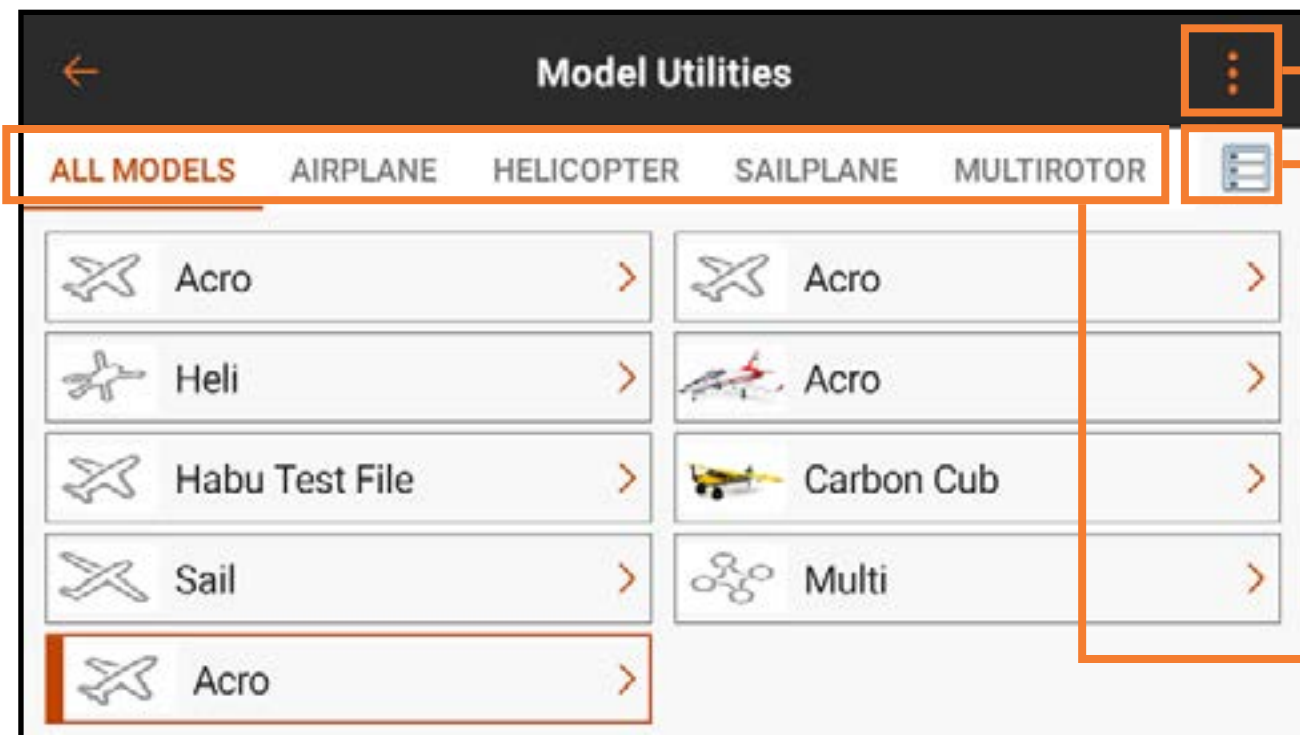 Model Utilities
ALL MODELS AIRPLANE HELICOPTER SAILPLANE MULTIROTOR
Acro Acro
Heli Acro
Habu Test File Carbon Cub
Sail Multi
Acro